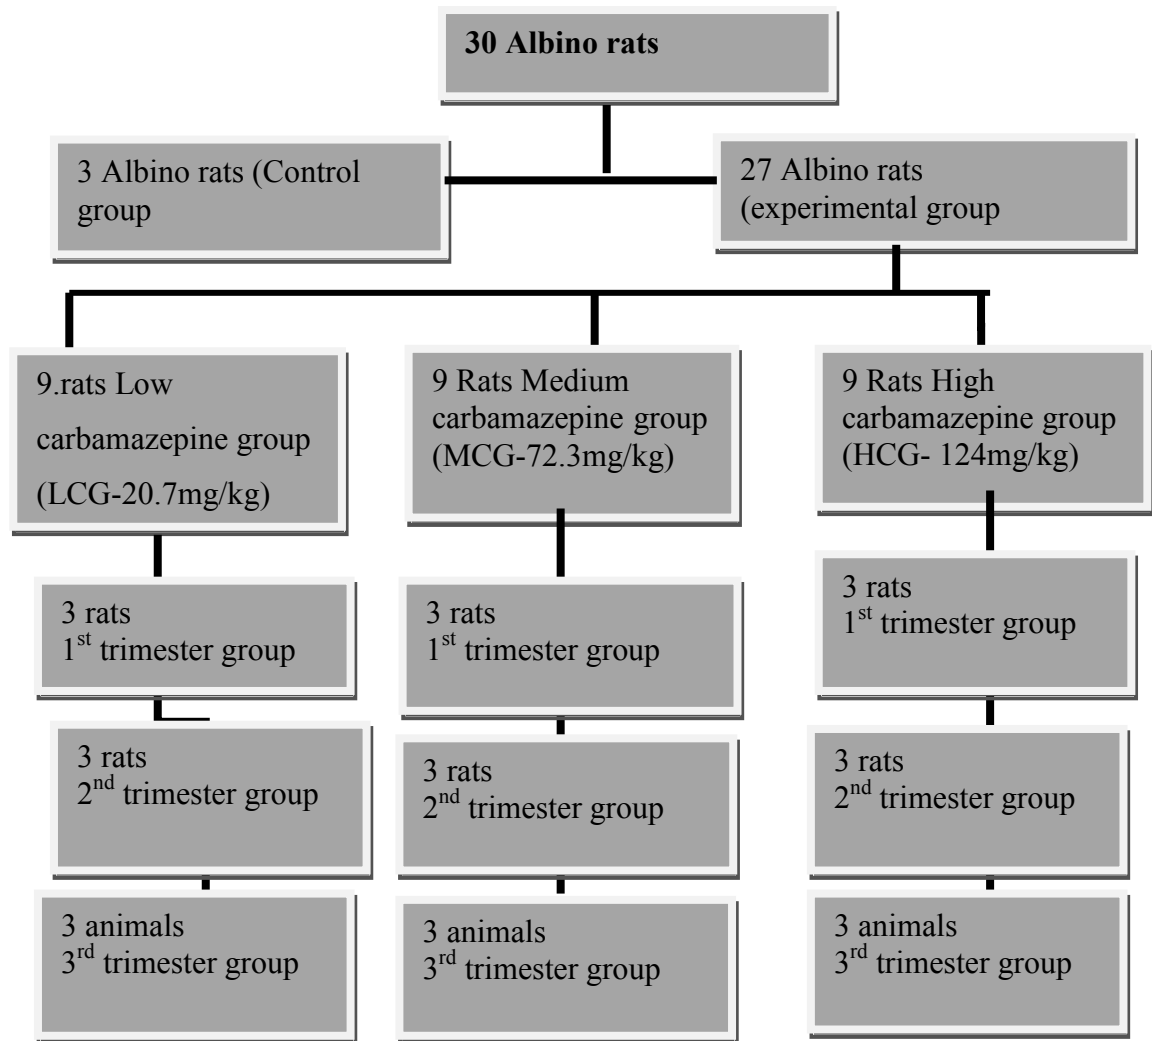 30 Albino rats
3 Albino rats (Control
group
27 Albino rats
(experimental group
9.rats Low
carbamazepine group
(LCG-20.7mg/kg)
9 Rats Medium
carbamazepine group
(MCG-72.3mg/kg)
9 Rats High
carbamazepine group
(HCG- 124mg/kg)
3 rats
1st trimester group
3 rats
1st trimester group
3 rats
1st trimester group
3 rats
2nd trimester group
3 rats
2nd trimester group
3 rats
2nd trimester group
3 animals
3rd trimester group
3 animals
3rd trimester group
3 animals
3rd trimester group